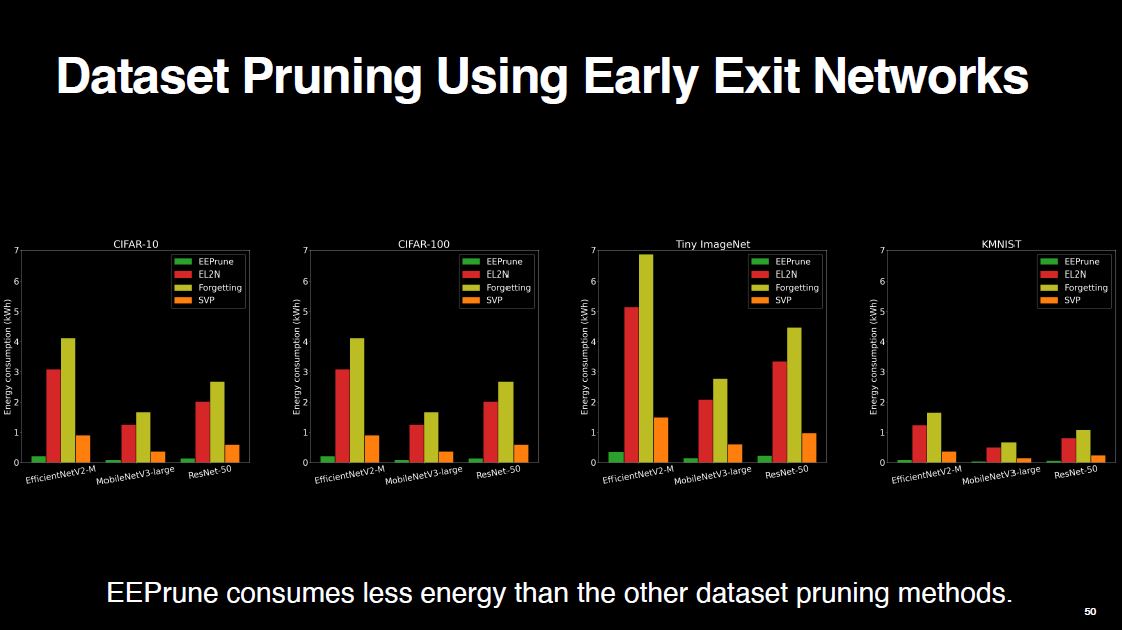 Dataset Pruning Using Early Exit Networks
CIFAR-10
7
6
5
4
3
2
1
0
Energy consumption (kWh)
EEPrune
EL2N
Forgetting
SVP
EfficientNetV2-M
MobileNetV3-large
ResNet-50
CIFAR-100
7
6
5
4
3
2
1
0
Energy consumption (kWh)
EEPrune
EL2N
Forgetting
SVP
EfficientNetV2-M
MobileNetV3-large
ResNet-50
Tiny ImageNet
7
6
5
4
3
2
1
0
Energy consumption (kWh)
EEPrune
EL2N
Forgetting
SVP
EfficientNetV2-M
MobileNetV3-large
ResNet-50
KMNIST
7
6
5
4
3
2
1
0
Energy consumption (kWh)
EEPrune
EL2N
Forgetting
SVP
EfficientNetV2-M
MobileNetV3-large
ResNet-50
EEPrune consumes less energy than the other dataset pruning methods.
50